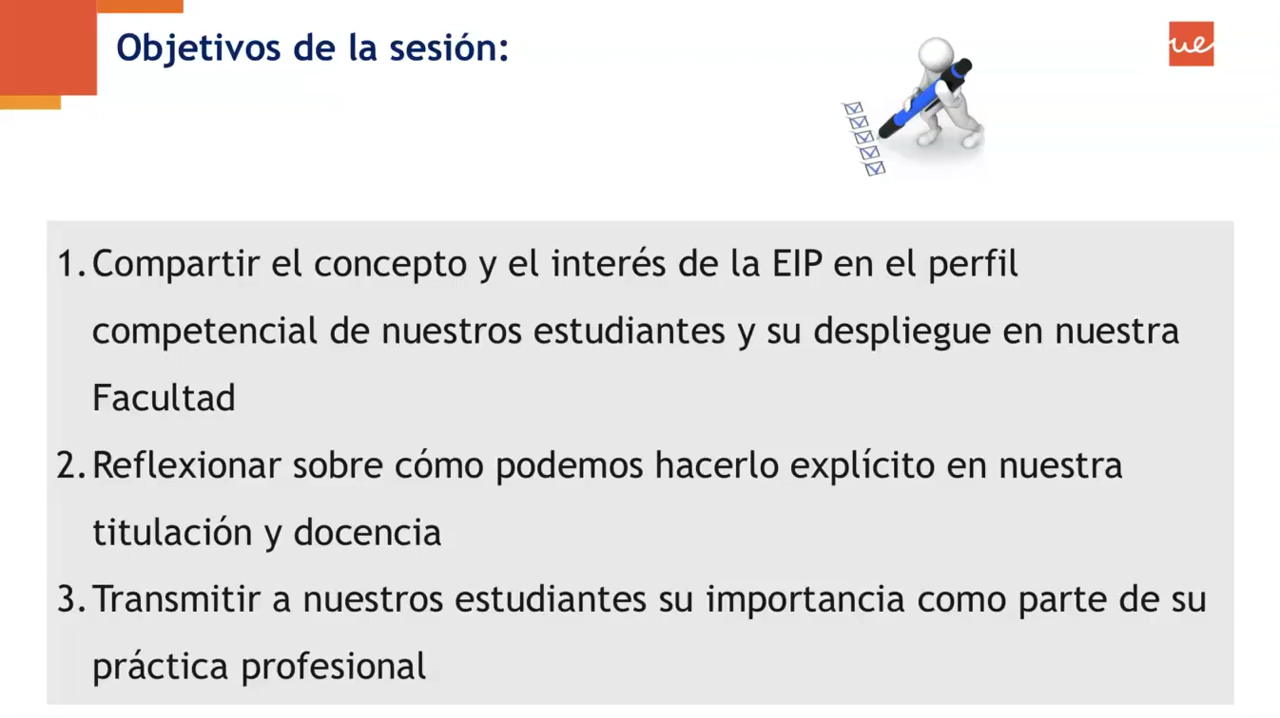 Objetivos de la sesión:
ue
1. Compartir el concepto y el interés de la EIP en el perfil
competencial de nuestros estudiantes y su despliegue en nuestra
Facultad
2. Reflexionar sobre cómo podemos hacerlo explícito en nuestra
titulación y docencia
3. Transmitir a nuestros estudiantes su importancia como parte de su
práctica profesional